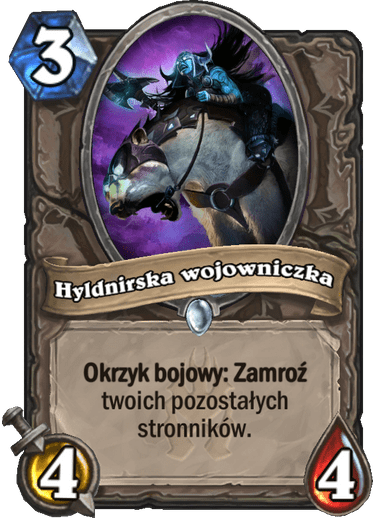 3
Hyldnirska wojowniczka
Okrzyk bojowy: Zamroź
twoich pozostałych
stronników.
4
4